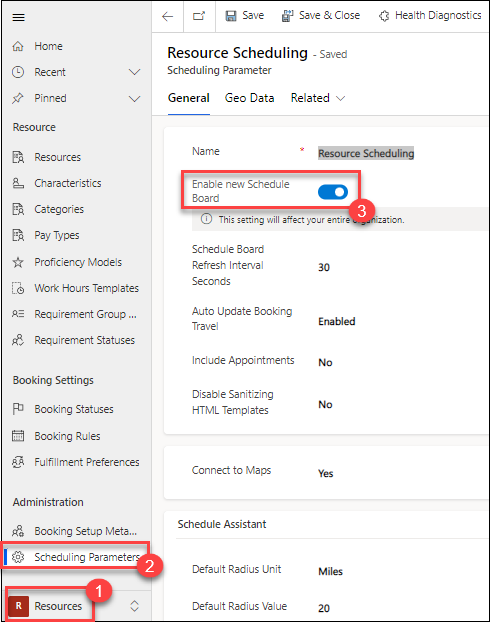 Home
Recent
Pinned
Resource
Resources
Characteristics
Categories
Pay Types
Proficiency Models
Work Hours Templates
Requirement Group ...
Requirement Statuses
Booking Settings
Booking Statuses
Booking Rules
Fulfillment Preferences
Administration
Booking Setup Meta...
Scheduling Parameters
2
1
R Resources
Save Save & Close Health Diagnostics
Resource Scheduling - Saved
Scheduling Parameter
General Geo Data Related
Name * Resource Scheduling
Enable new Schedule
Board
3
This setting will affect your entire organization.
Schedule Board
Refresh Interval 30
Seconds
Auto Update Booking
Travel Enabled
Include Appointments No
Disable Sanitizing
HTML Templates No
Connect to Maps Yes
Schedule Assistant
Default Radius Unit Miles
Default Radius Value 20